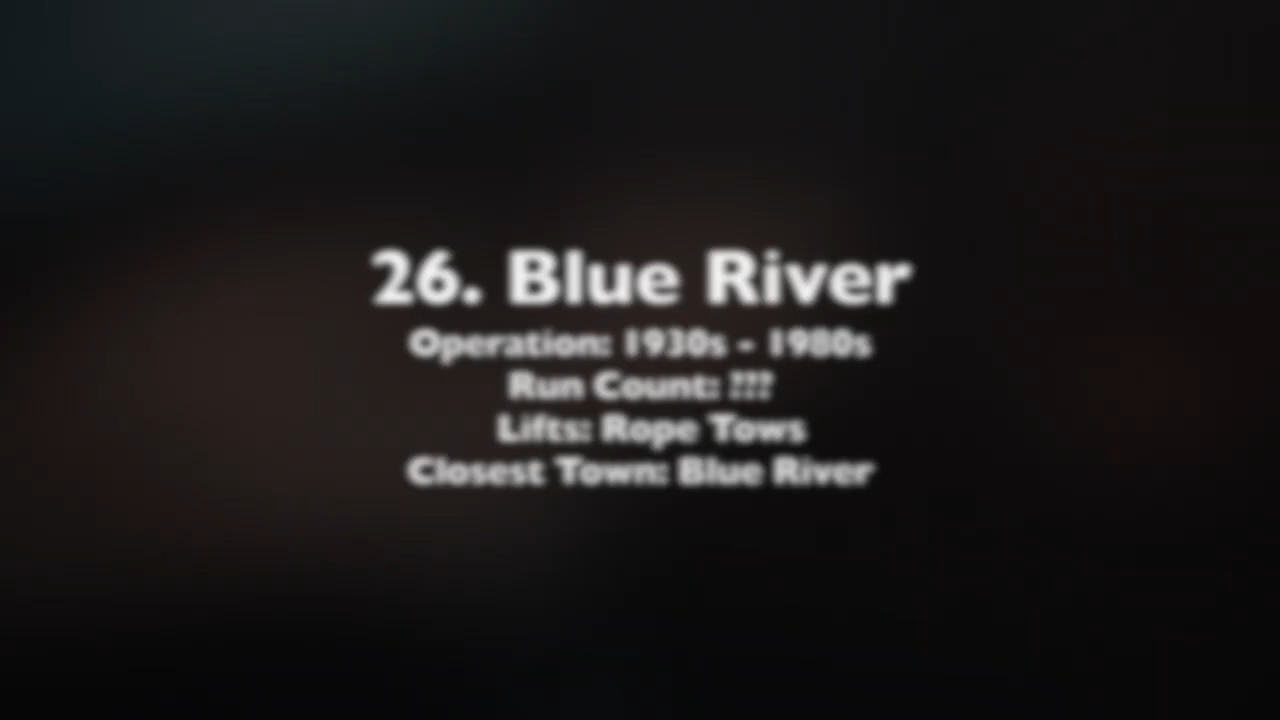 26. Blue River
Operation: 1930s - 1980s
Run Count: ???
Lifts: Rope Tows
Closest Town: Blue River